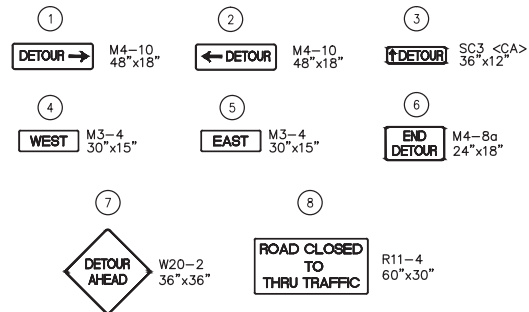 1
DETOUR → M4-10
48"x18"
2
← DETOUR M4-10
48"x18"
3
↑DETOUR SC3 <CA>
36"x12"
4
WEST M3-4
30"x15"
5
EAST M3-4
30"x15"
6
END
DETOUR
M4-8a
24"x18"
7
DETOUR
AHEAD
W20-2
36"x36"
8
ROAD CLOSED
TO
THRU TRAFFIC
R11-4
60"x30"